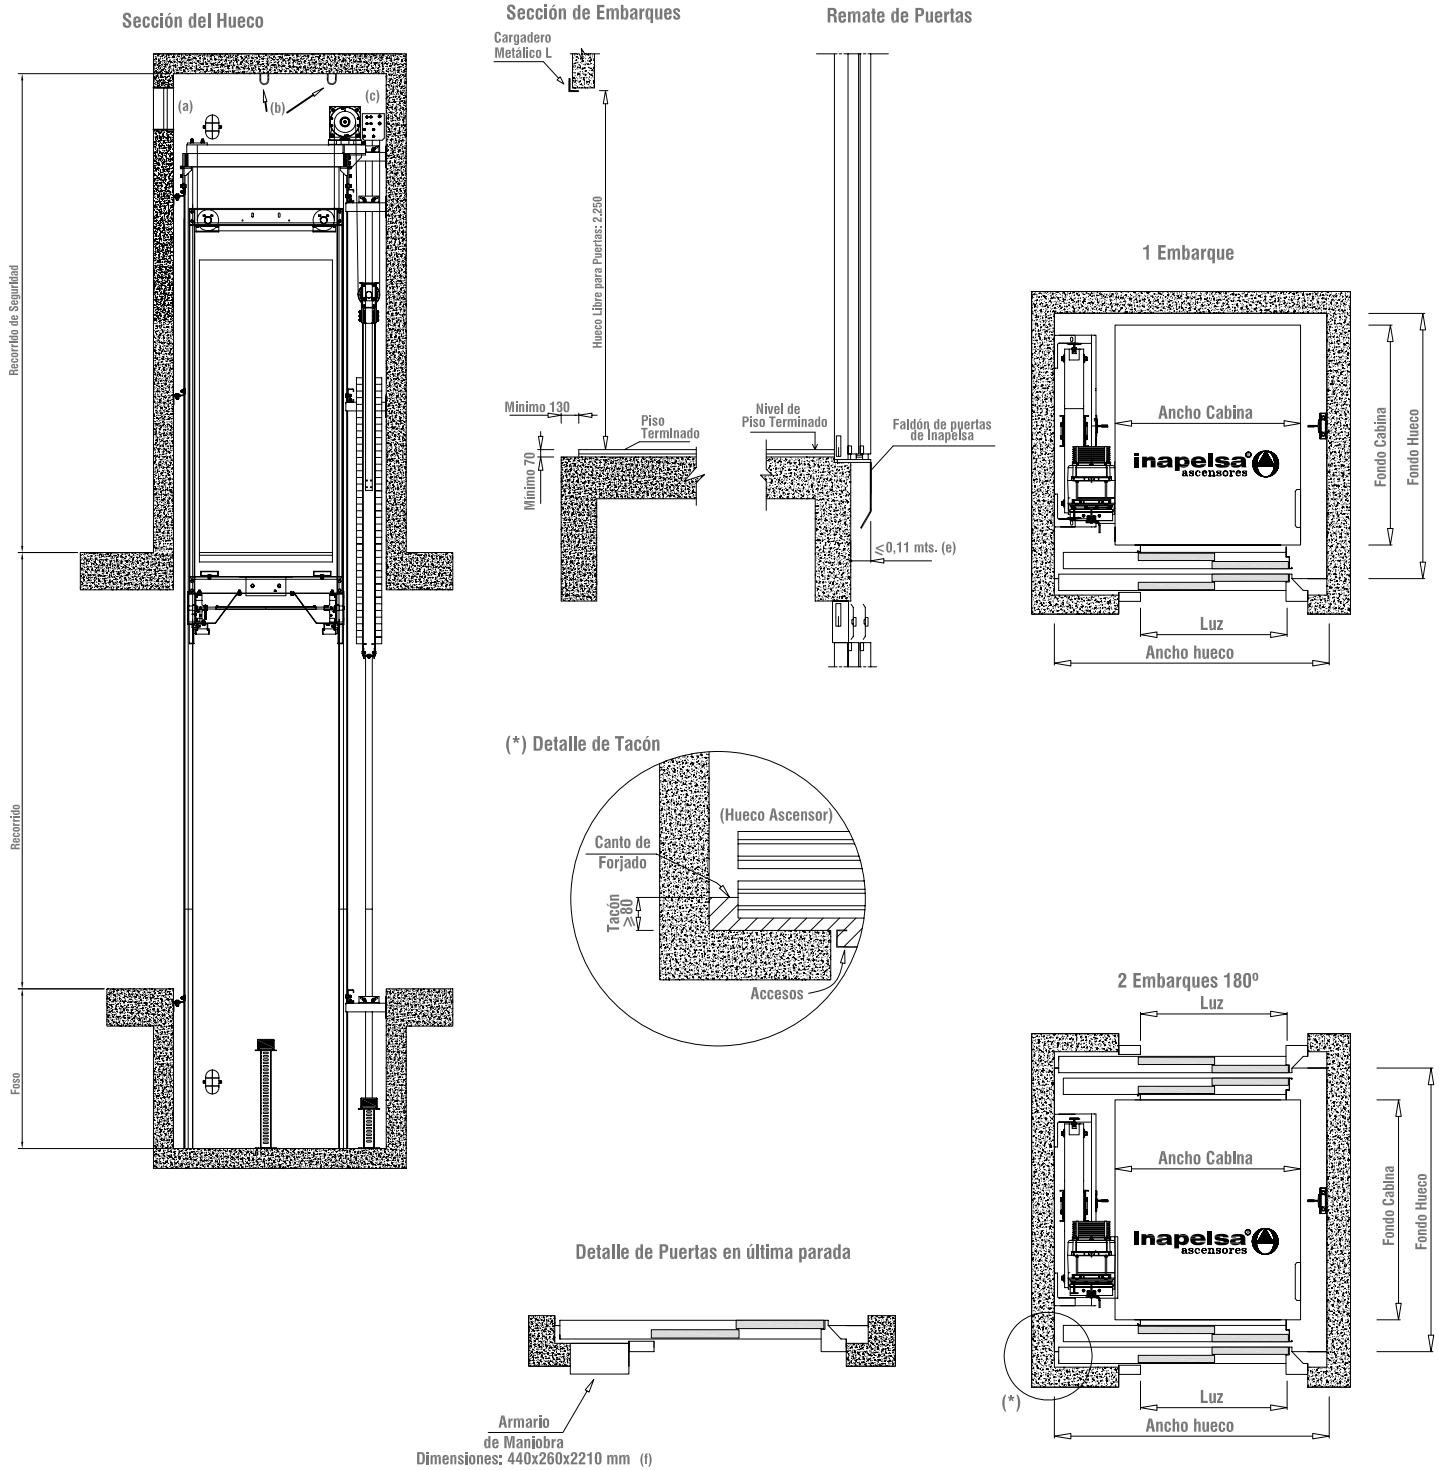 Sección del Hueco
(a)
(b)
(c)
Recorrido de Seguridad
Recorrido
Foso
Sección de Embarques
Cargadero
Metálico L
Hueco Libre para Puertas: 2.250
Minimo 130
Mínimo 70
Piso
Terminado
Remate de Puertas
Nivel de
Piso Terminado
Faldón de puertas
de Inapelsa
≤0,11 mts. (e)
1 Embarque
Ancho Cabina
inapelsa
ascensores
Fondo Cabina
Fondo Hueco
Luz
Ancho hueco
(*) Detalle de Tacón
(Hueco Ascensor)
Canto de
Forjado
Tacón
≥80
Accesos
2 Embarques 180º
Luz
Ancho Cabina
Inapelsa
ascensores
Fondo Cabina
Fondo Hueco
(*)
Luz
Ancho hueco
Detalle de Puertas en última parada
Armario
de Maniobra
Dimensiones: 440x260x2210 mm (f)